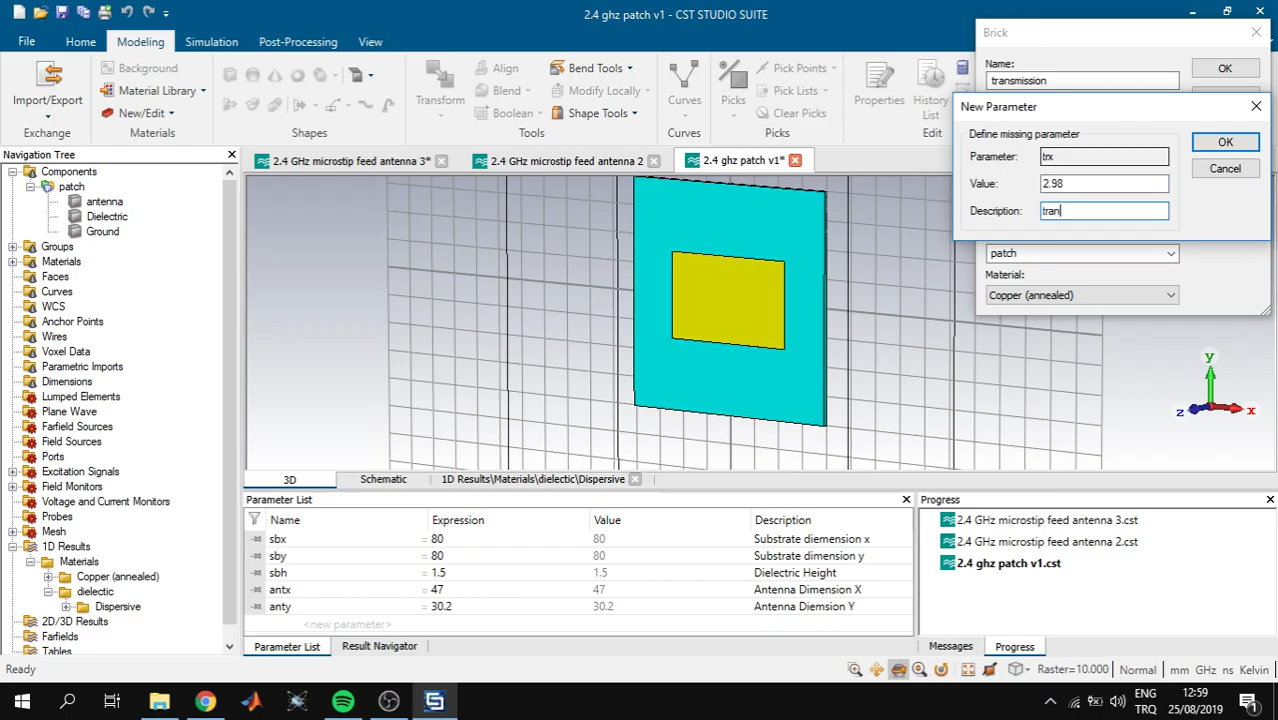 2.4 ghz patch v1 - CST STUDIO SUITE
File
Home
Modeling
Simulation
Post-Processing
View
Import/Export
Exchange
Background
Material Library
New/Edit
Materials
Shapes
Transform
Align
Blend
Boolean
Bend Tools
Modify Locally
Shape Tools
Tools
Curves
Curves
Picks
Pick Points
Pick Lists
Clear Picks
Picks
Properties
History List
Edit
Brick
Name:
OK
transmission
New Parameter
Define missing parameter
Parameter:
trx
OK
Value:
2.98
Cancel
Description:
tran
patch
Material:
Copper (annealed)
Navigation Tree
2.4 GHz microstip feed antenna 3*
2.4 GHz microstip feed antenna 2
2.4 ghz patch v1*
Components
patch
antenna
Dielectric
Ground
Groups
Materials
Faces
Curves
WCS
Anchor Points
Wires
Voxel Data
Parametric Imports
Dimensions
Lumped Elements
Plane Wave
Farfield Sources
Field Sources
Ports
Excitation Signals
Field Monitors
Voltage and Current Monitors
Probes
Mesh
1D Results
Materials
Copper (annealed)
dielectic
Dispersive
2D/3D Results
Farfields
Tables
y
z
x
3D
Schematic
1D Results\Materials\dielectic\Dispersive
Parameter List
Name Expression Value Description
sbx = 80 80 Substrate diemension x
sby = 80 80 Substrate dimension y
sbh = 1.5 1.5 Dielectric Height
antx = 47 47 Antenna Dimension X
anty = 30.2 30.2 Antenna Diemsion Y
<new parameter>
Parameter List
Result Navigator
Progress
2.4 GHz microstip feed antenna 3.cst
2.4 GHz microstip feed antenna 2.cst
2.4 ghz patch v1.cst
Messages
Progress
Ready
Raster=10.000
Normal
mm GHz ns Kelvin
ENG
TRQ
12:59
25/08/2019
1